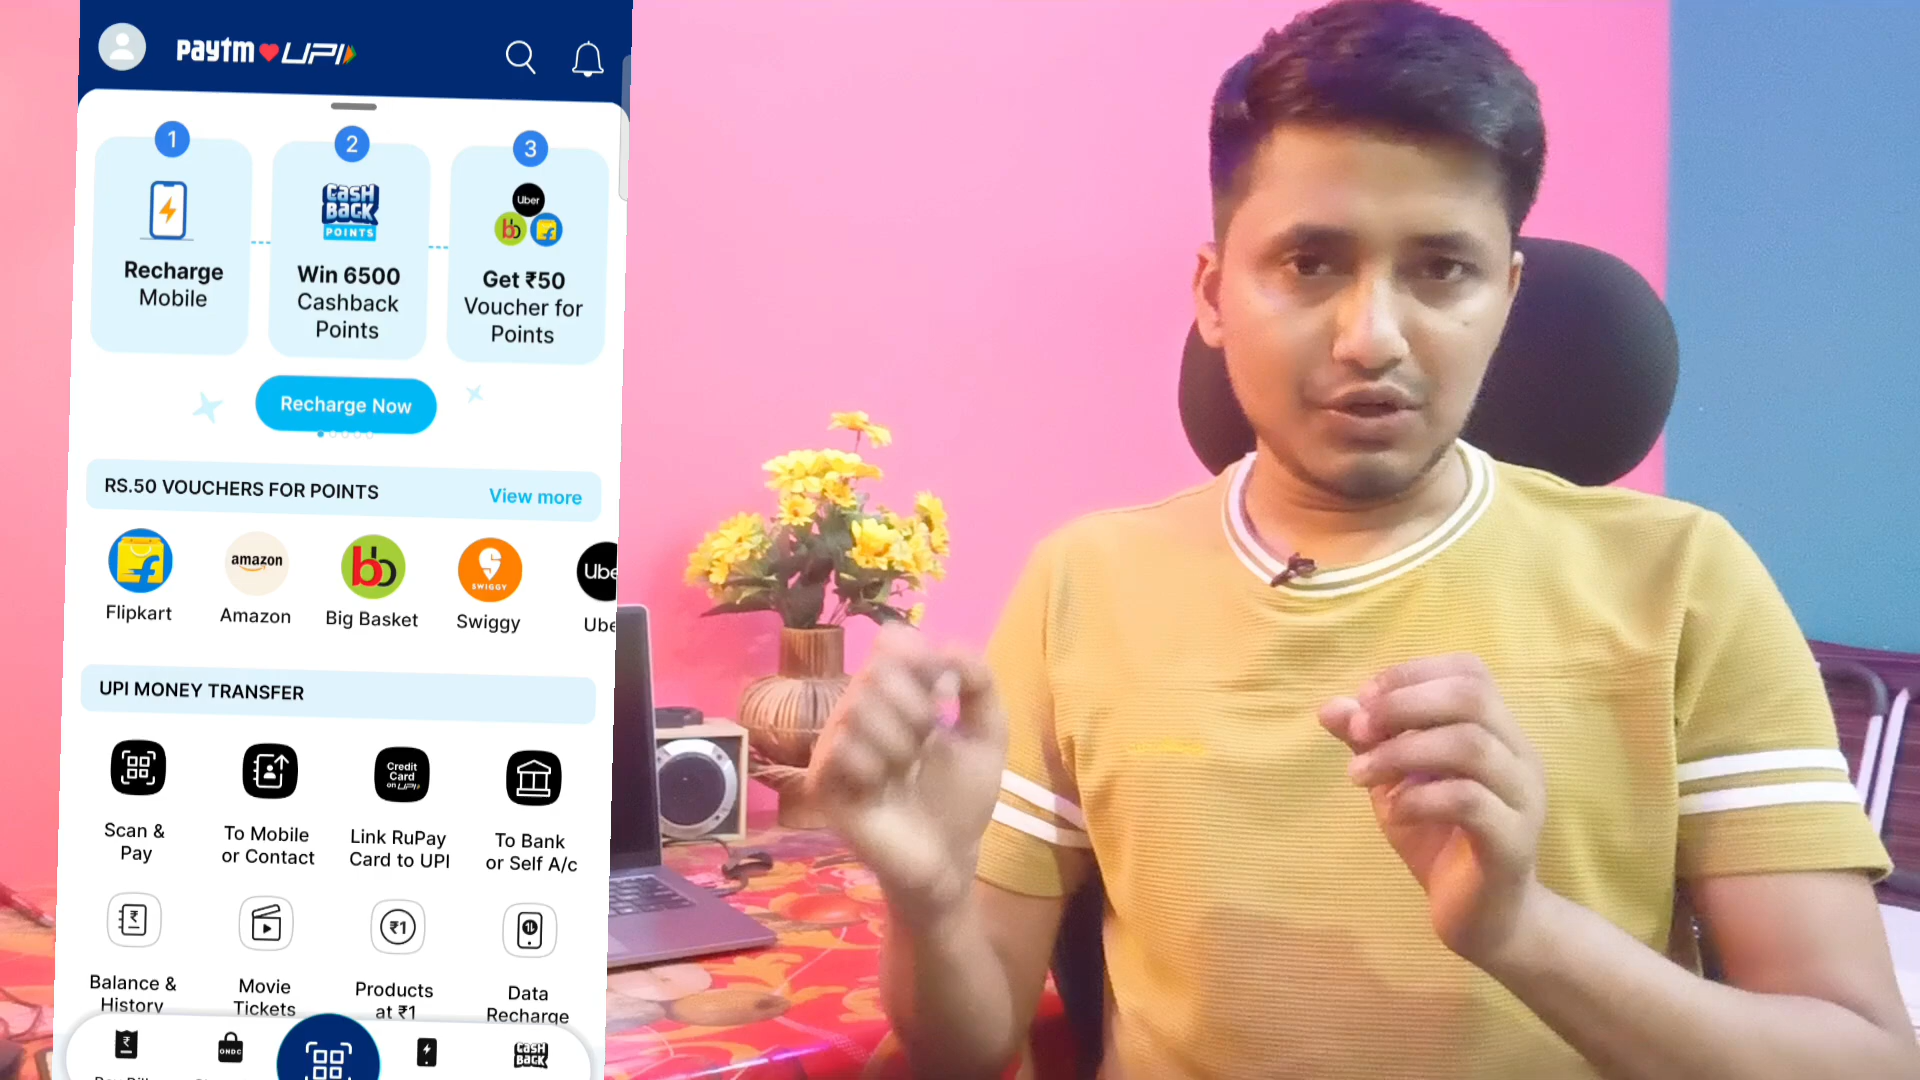 paytm UPI
1
2
3
Uber
CASH
BACK
POINTS
bb
Recharge
Mobile
Win 6500
Cashback
Points
Get ₹50
Voucher for
Points
Recharge Now
RS.50 VOUCHERS FOR POINTS
View more
amazon
bb
SWIGGY
Ube
Flipkart
Amazon
Big Basket
Swiggy
Ube
UPI MONEY TRANSFER
Credit
Card
on UPI
Scan &
Pay
To Mobile
or Contact
Link RuPay
Card to UPI
To Bank
or Self A/c
₹
₹1
Balance &
History
Movie
Tickets
Products
at ₹1
Data
Recharge
₹
ONDC
CASH
BACK